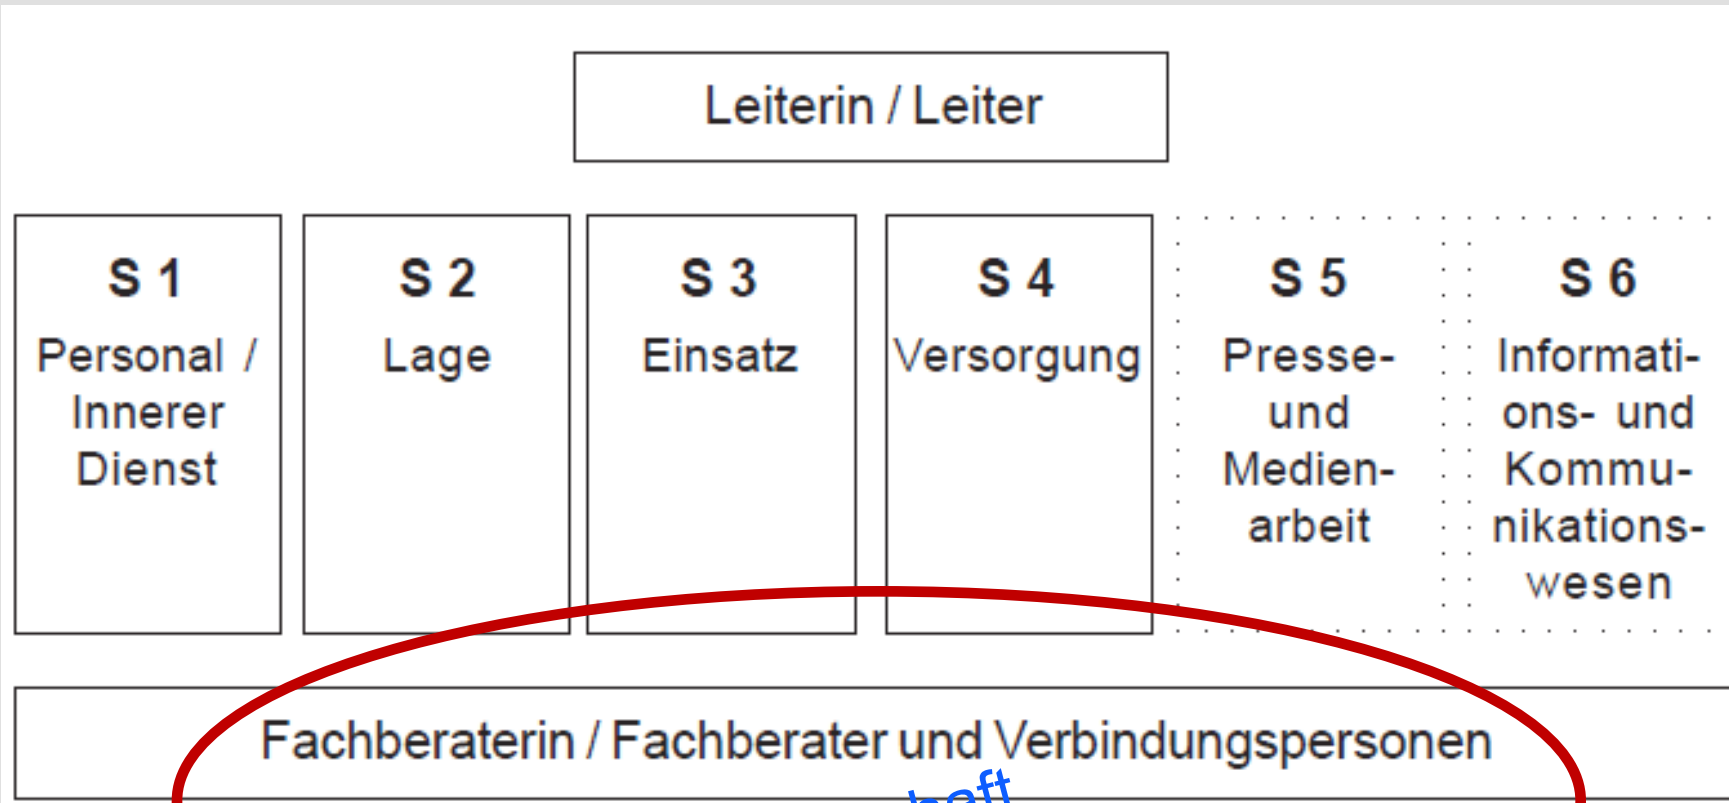 Leiterin / Leiter
S 1
Personal /
Innerer
Dienst
S 2
Lage
S 3
Einsatz
S 4
Versorgung
S 5
Presse-
und
Medien-
arbeit
S 6
Informati-
ons- und
Kommu-
nikations-
wesen
Fachberaterin / Fachberater und Verbindungspersonen